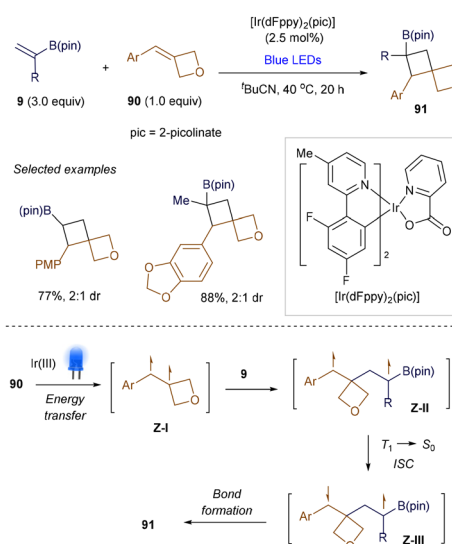 [Ir(dFppy)2(pic)]
(2.5 mol%)
Blue LEDs
tBuCN, 40 oC, 20 h
B(pin)
R
9 (3.0 equiv)
+
Ar
O
90 (1.0 equiv)
B(pin)
R
Ar
O
91
pic = 2-picolinate
Selected examples
(pin)B
PMP
O
77%, 2:1 dr
B(pin)
Me
O
O
O
88%, 2:1 dr
Me
N
N
Ir
F
O
O
F
2
[Ir(dFppy)2(pic)]
90
Ir(III)
Energy
transfer
Ar
O
Z-I
9
Ar
B(pin)
O
R
Z-II
T1 → S0
ISC
Ar
B(pin)
O
R
Z-III
Bond
formation
91